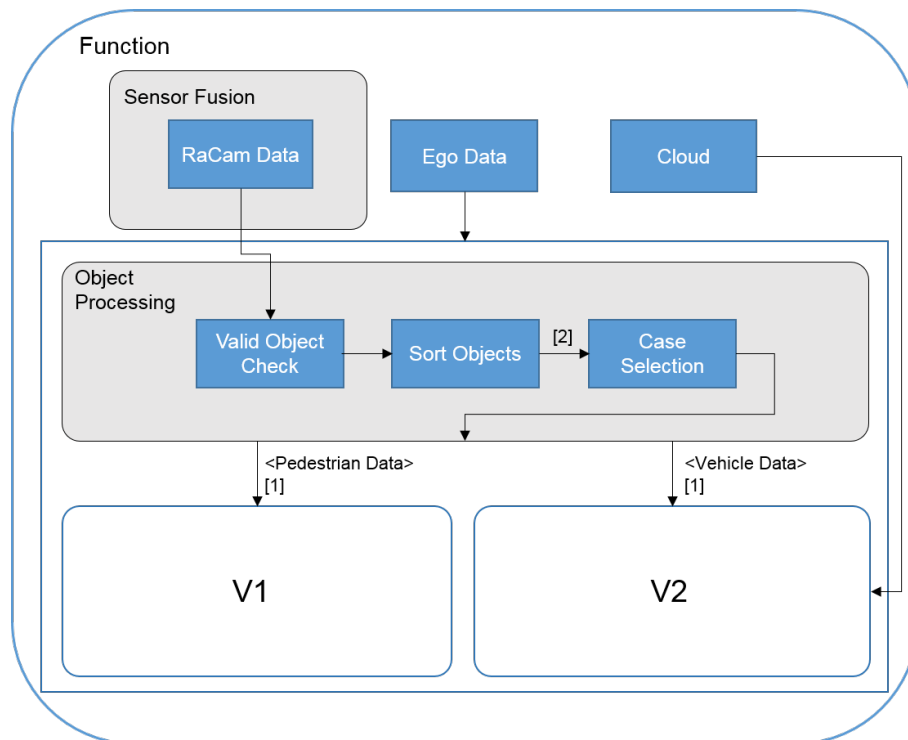 Function
Sensor Fusion
RaCam Data
Ego Data
Cloud
Object
Processing
Valid Object
Check
Sort Objects
[2]
Case
Selection
<Pedestrian Data>
[1]
<Vehicle Data>
[1]
V1
V2